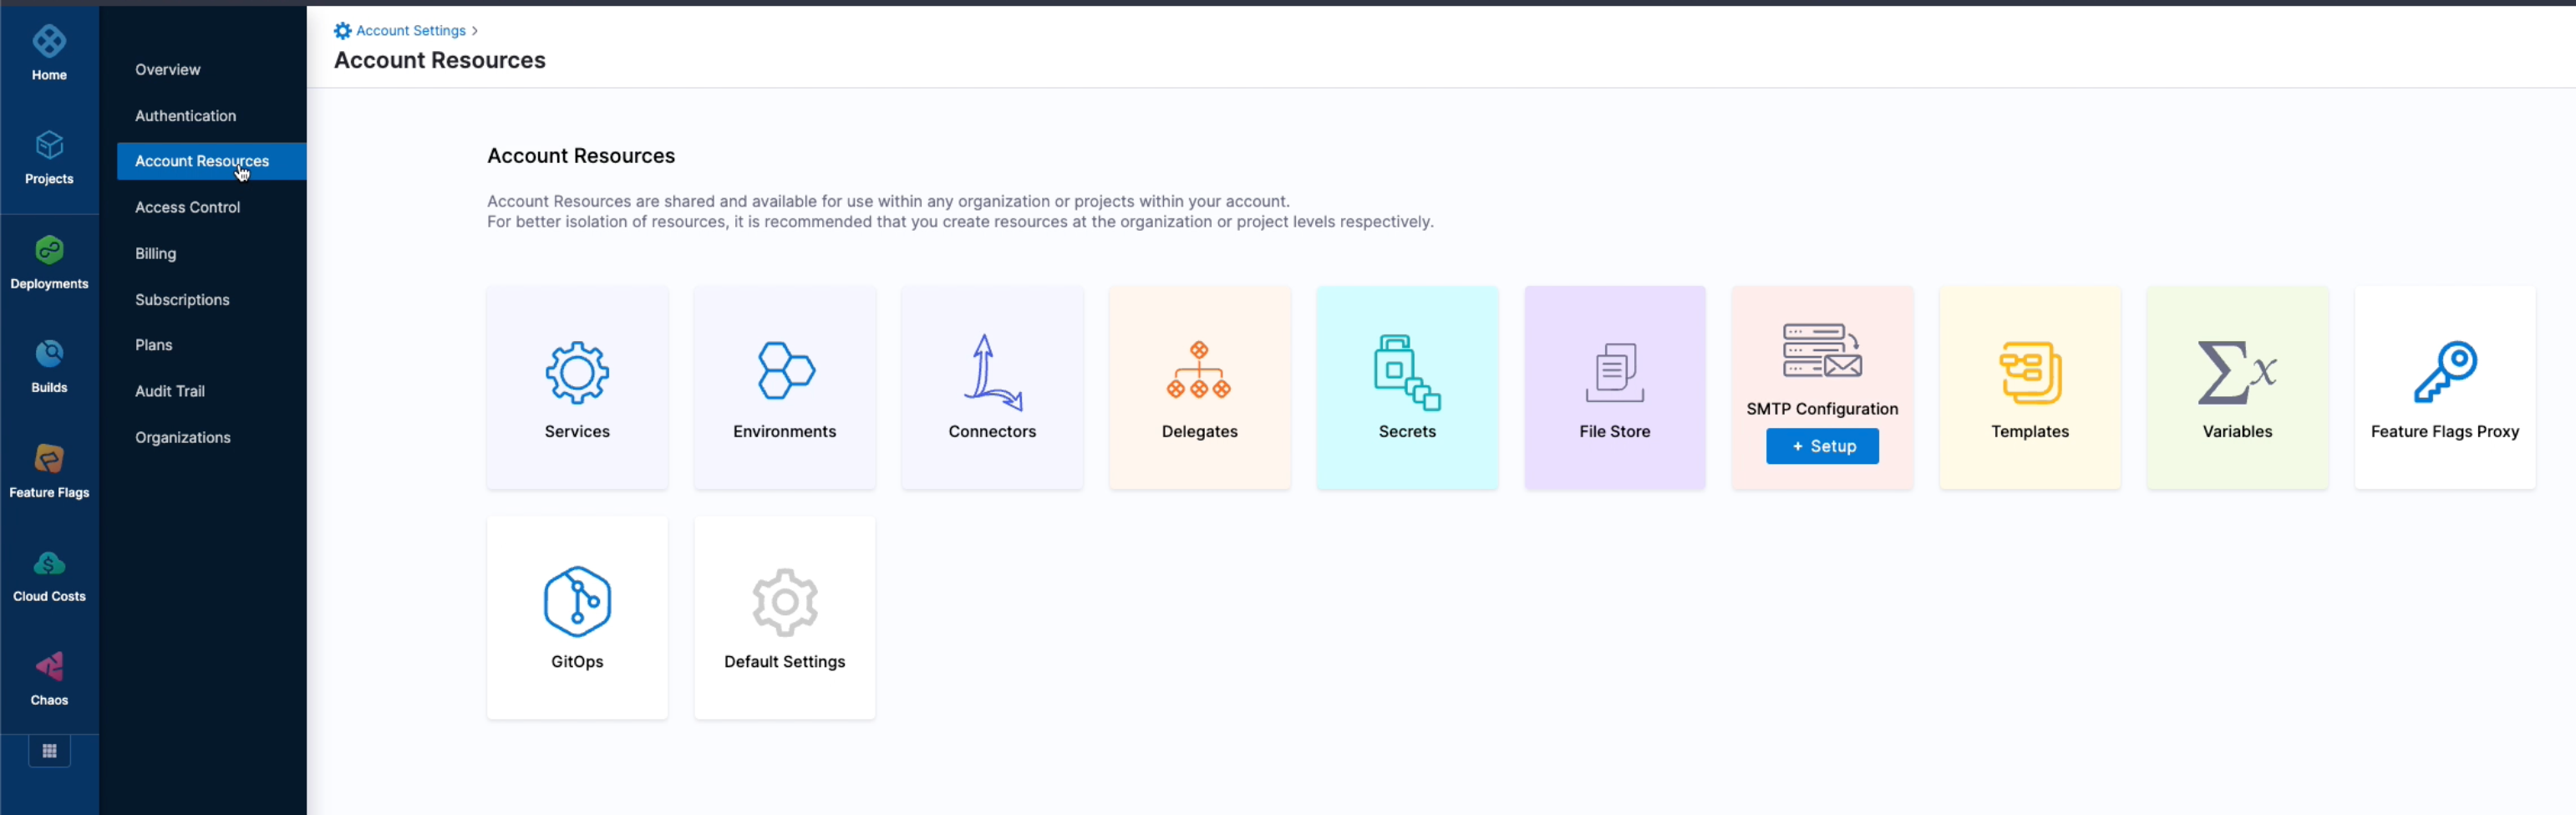 Home
Projects
Deployments
Builds
Feature Flags
Cloud Costs
Chaos
Overview
Authentication
Account Resources
Access Control
Billing
Subscriptions
Plans
Audit Trail
Organizations
Account Settings >
Account Resources
Account Resources
Account Resources are shared and available for use within any organization or projects within your account.
For better isolation of resources, it is recommended that you create resources at the organization or project levels respectively.
Services
Environments
Connectors
Delegates
Secrets
File Store
SMTP Configuration
+ Setup
Templates
Σx
Variables
Feature Flags Proxy
GitOps
Default Settings